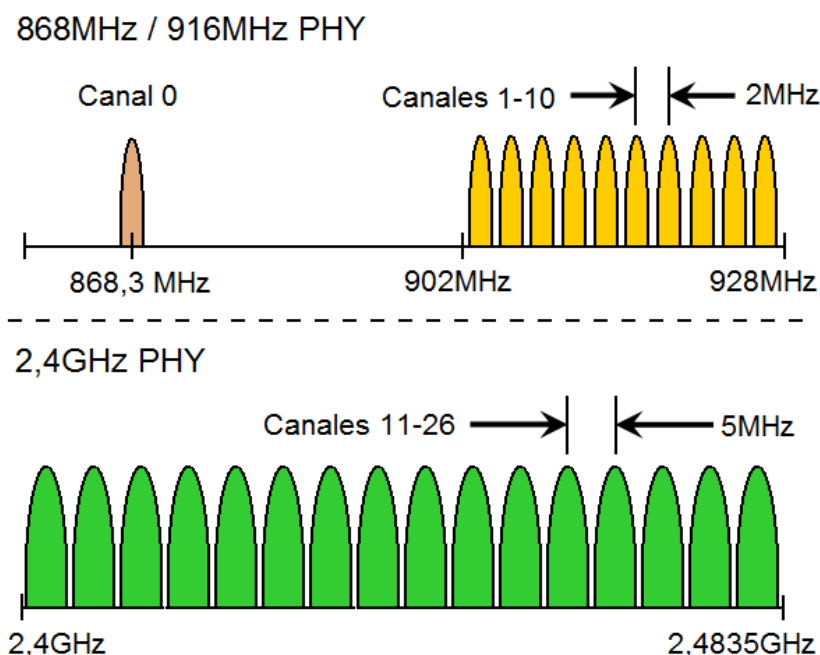 868MHz / 916MHz PHY
Canal 0
Canales 1-10
2MHz
868,3 MHz
902MHz
928MHz
2,4GHz PHY
Canales 11-26
5MHz
2,4GHz
2,4835GHz